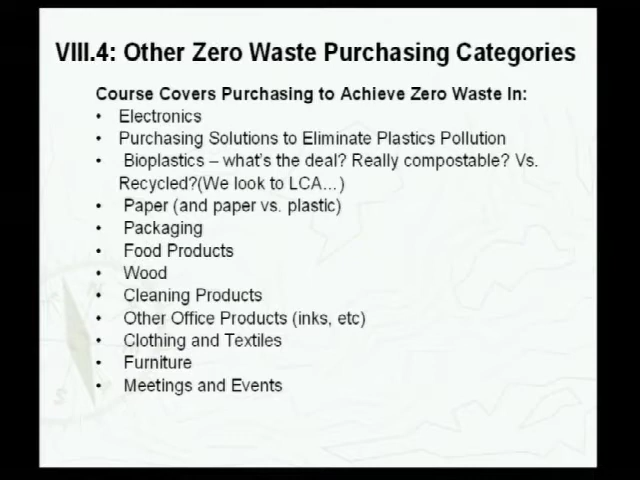 VIII.4: Other Zero Waste Purchasing Categories
Course Covers Purchasing to Achieve Zero Waste In:
• Electronics
• Purchasing Solutions to Eliminate Plastics Pollution
• Bioplastics – what's the deal? Really compostable? Vs.
Recycled?(We look to LCA…)
• Paper (and paper vs. plastic)
• Packaging
• Food Products
• Wood
• Cleaning Products
• Other Office Products (inks, etc)
• Clothing and Textiles
• Furniture
• Meetings and Events
N
S